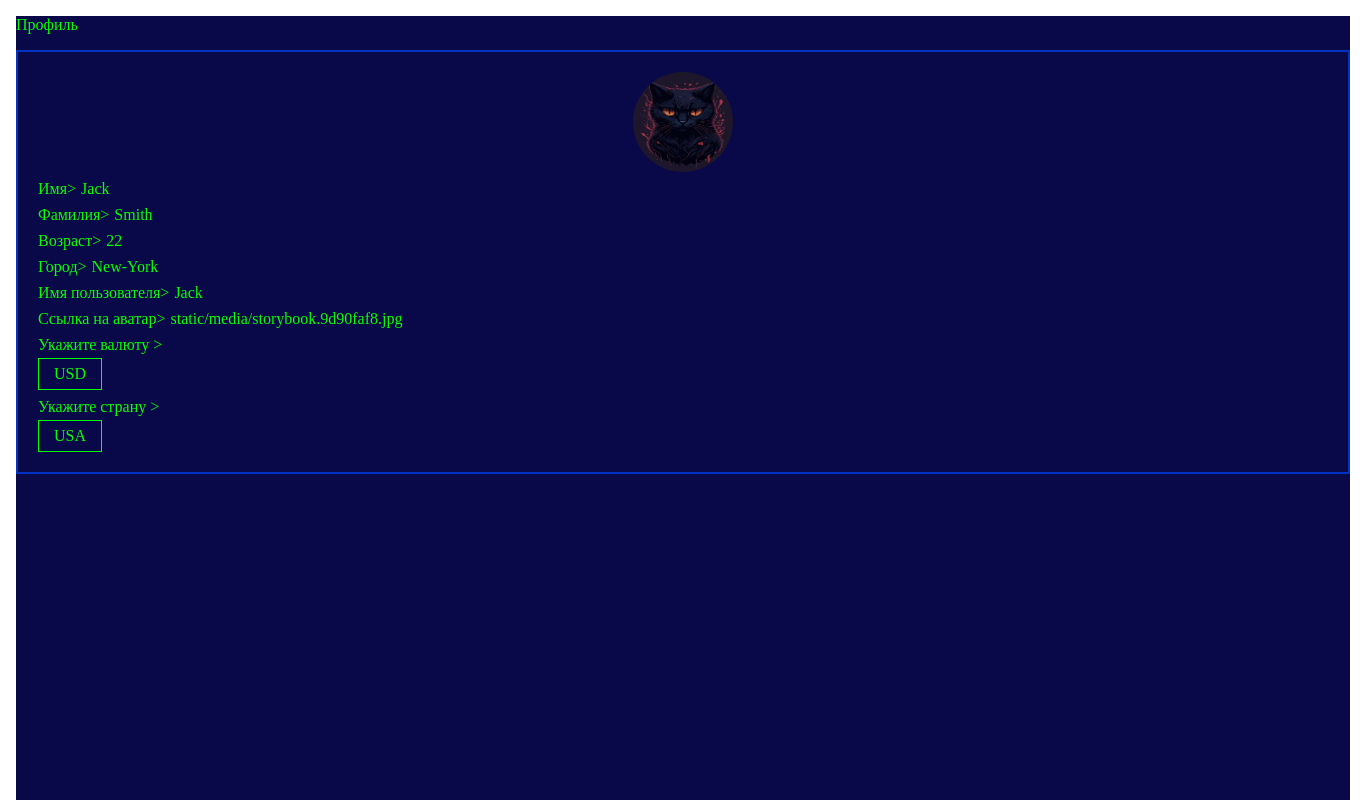 Профиль
Имя> Jack
Фамилия> Smith
Возраст> 22
Город> New-York
Имя пользователя> Jack
Ссылка на аватар> static/media/storybook.9d90faf8.jpg
Укажите валюту >
USD
Укажите страну >
USA